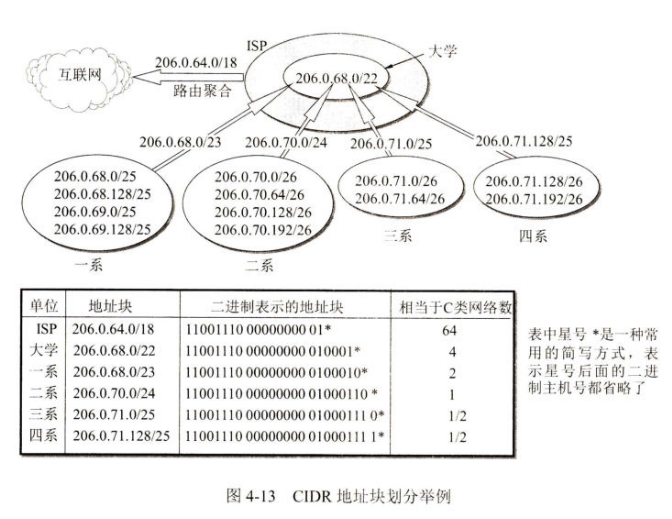 ISP
大学
206.0.64.0/18
206.0.68.0/22
互联网
路由聚合
206.0.68.0/23
206.0.70.0/24
206.0.71.0/25
206.0.71.128/25
206.0.68.0/25
206.0.68.128/25
206.0.69.0/25
206.0.69.128/25
一系
206.0.70.0/26
206.0.70.64/26
206.0.70.128/26
206.0.70.192/26
二系
206.0.71.0/26
206.0.71.64/26
三系
206.0.71.128/26
206.0.71.192/26
四系
单位 地址块 二进制表示的地址块 相当于C类网络数
ISP 206.0.64.0/18 11001110 00000000 01* 64
大学 206.0.68.0/22 11001110 00000000 010001* 4
一系 206.0.68.0/23 11001110 00000000 0100010* 2
二系 206.0.70.0/24 11001110 00000000 01000110 * 1
三系 206.0.71.0/25 11001110 00000000 01000111 0* 1/2
四系 206.0.71.128/25 11001110 00000000 01000111 1* 1/2
表中星号 *是一种常
用的简写方式，表
示星号后面的二进
制主机号都省略了
图 4-13 CIDR 地址块划分举例